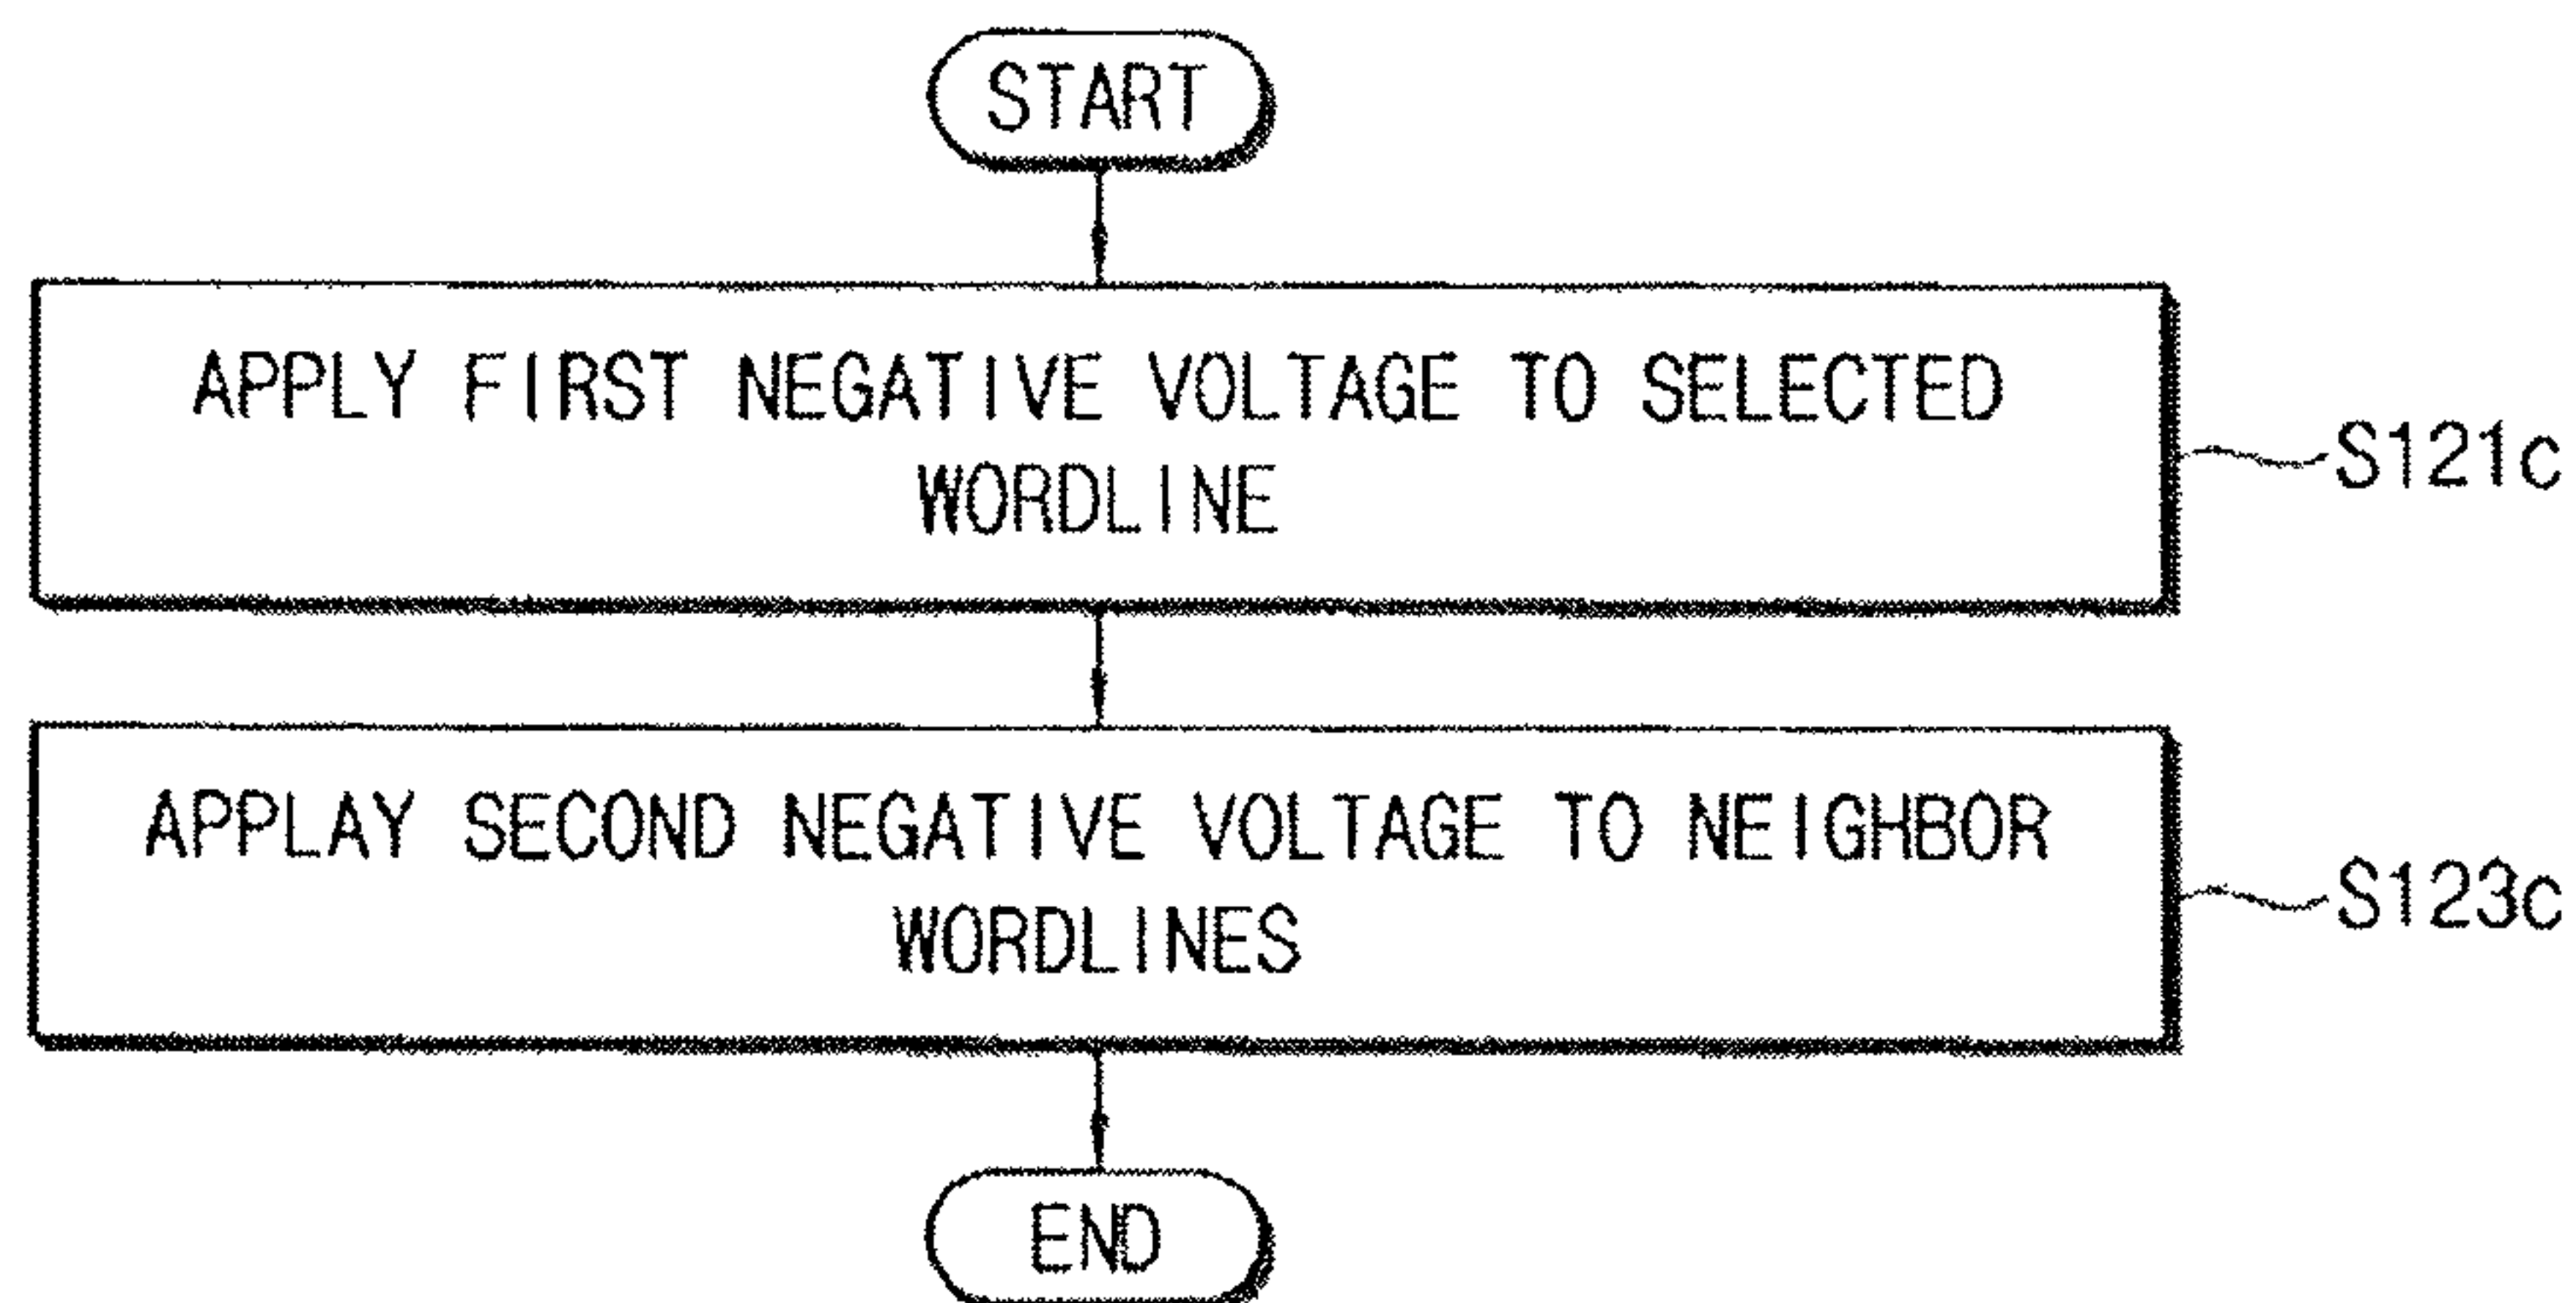 START
APPLY FIRST NEGATIVE VOLTAGE TO SELECTED
WORDLINE
S121c
APPLAY SECOND NEGATIVE VOLTAGE TO NEIGHBOR
WORDLINES
S123c
END